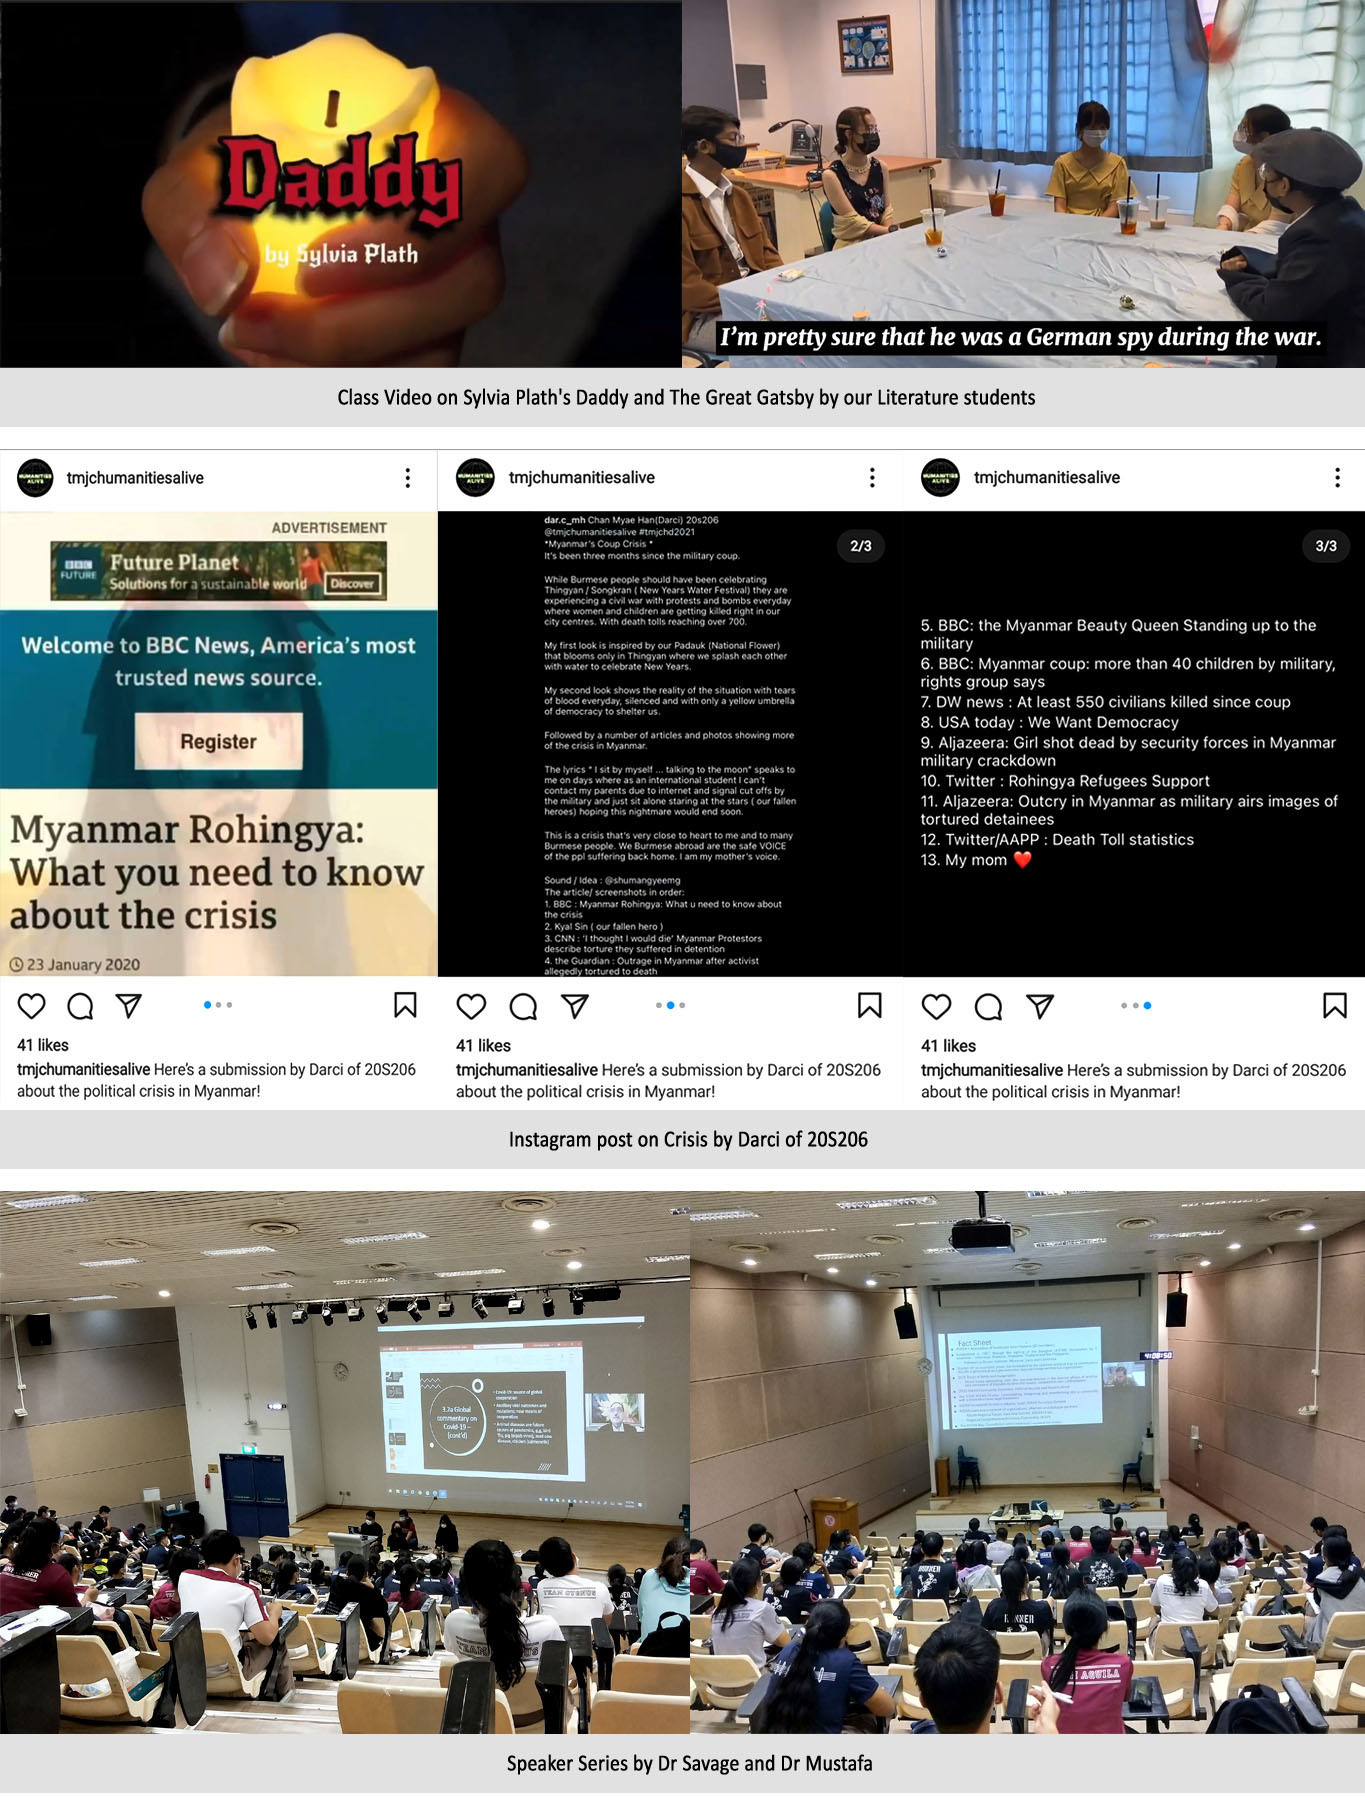 Daddy
by Sylvia Plath
I'm pretty sure that he was a German spy during the war.
Class Video on Sylvia Plath's Daddy and The Great Gatsby by our Literature students
HUMANITIES
ALIVE
tmjchumanitiesalive
ADVERTISEMENT
BBC
FUTURE
Future Planet
Solutions for a sustainable world
Discover
Welcome to BBC News, America's most
trusted news source.
Register
Myanmar Rohingya:
What you need to know
about the crisis
23 January 2020
41 likes
tmjchumanitiesalive Here's a submission by Darci of 20S206
about the political crisis in Myanmar!
HUMANITIES
ALIVE
tmjchumanitiesalive
2/3
dar.c_mh Chan Myae Han(Darci) 20s206
@tmjchumanitiesalive #tmjchd2021
*Myanmar's Coup Crisis *
It's been three months since the military coup.
While Burmese people should have been celebrating
Thingyan / Songkran ( New Years Water Festival) they are
experiencing a civil war with protests and bombs everyday
where women and children are getting killed right in our
city centres. With death tolls reaching over 700.
My first look is inspired by our Padauk (National Flower)
that blooms only in Thingyan where we splash each other
with water to celebrate New Years.
My second look shows the reality of the situation with tears
of blood everyday, silenced and with only a yellow umbrella
of democracy to shelter us.
Followed by a number of articles and photos showing more
of the crisis in Myanmar.
The lyrics " I sit by myself ... talking to the moon" speaks to
me on days where as an international student I can't
contact my parents due to internet and signal cut offs by
the military and just sit alone staring at the stars ( our fallen
heroes) hoping this nightmare would end soon.
This is a crisis that's very close to heart to me and to many
Burmese people. We Burmese abroad are the safe VOICE
of the ppl suffering back home. I am my mother's voice.
Sound / Idea : @shumangyeemg
The article/ screenshots in order:
1. BBC : Myanmar Rohingya: What u need to know about
the crisis
2. Kyal Sin ( our fallen hero )
3. CNN : 'I thought I would die' Myanmar Protestors
describe torture they suffered in detention
4. the Guardian : Outrage in Myanmar after activist
allegedly tortured to death
41 likes
tmjchumanitiesalive Here's a submission by Darci of 20S206
about the political crisis in Myanmar!
HUMANITIES
ALIVE
tmjchumanitiesalive
3/3
5. BBC: the Myanmar Beauty Queen Standing up to the
military
6. BBC: Myanmar coup: more than 40 children by military,
rights group says
7. DW news : At least 550 civilians killed since coup
8. USA today : We Want Democracy
9. Aljazeera: Girl shot dead by security forces in Myanmar
military crackdown
10. Twitter : Rohingya Refugees Support
11. Aljazeera: Outcry in Myanmar as military airs images of
tortured detainees
12. Twitter/AAPP : Death Toll statistics
13. My mom ❤️
41 likes
tmjchumanitiesalive Here's a submission by Darci of 20S206
about the political crisis in Myanmar!
Instagram post on Crisis by Darci of 20S206
3.2a Global
commentary on
Covid-19 –
(cont'd)
Covid-19: source of global
cooperation
TEAM CYGNUS
TEAM
Fact Sheet
AQUILA
Speaker Series by Dr Savage and Dr Mustafa